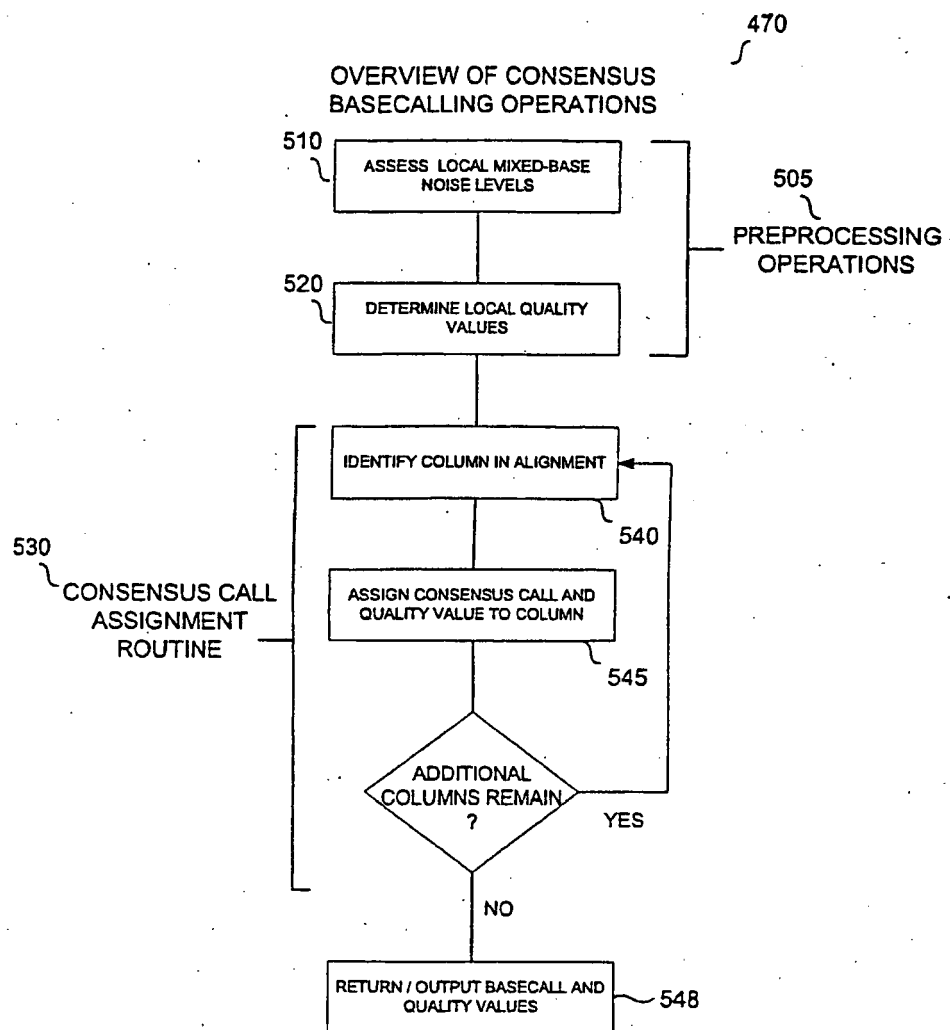 470
OVERVIEW OF CONSENSUS
BASECALLING OPERATIONS
510
ASSESS LOCAL MIXED-BASE
NOISE LEVELS
505
PREPROCESSING
OPERATIONS
520
DETERMINE LOCAL QUALITY
VALUES
IDENTIFY COLUMN IN ALIGNMENT
540
530
CONSENSUS CALL
ASSIGNMENT
ROUTINE
ASSIGN CONSENSUS CALL AND
QUALITY VALUE TO COLUMN
545
ADDITIONAL
COLUMNS REMAIN
?
YES
NO
RETURN / OUTPUT BASECALL AND
QUALITY VALUES
548